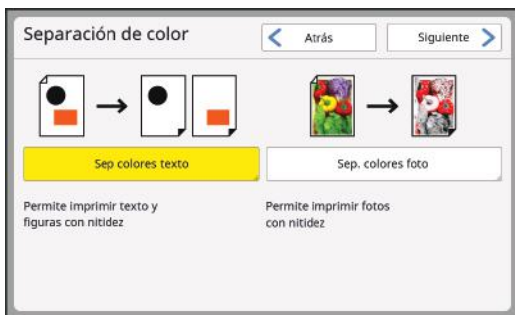 Separación de color
Atrás
Siguiente
Sep colores texto
Sep. colores foto
Permite imprimir texto y
figuras con nitidez
Permite imprimir fotos
con nitidez